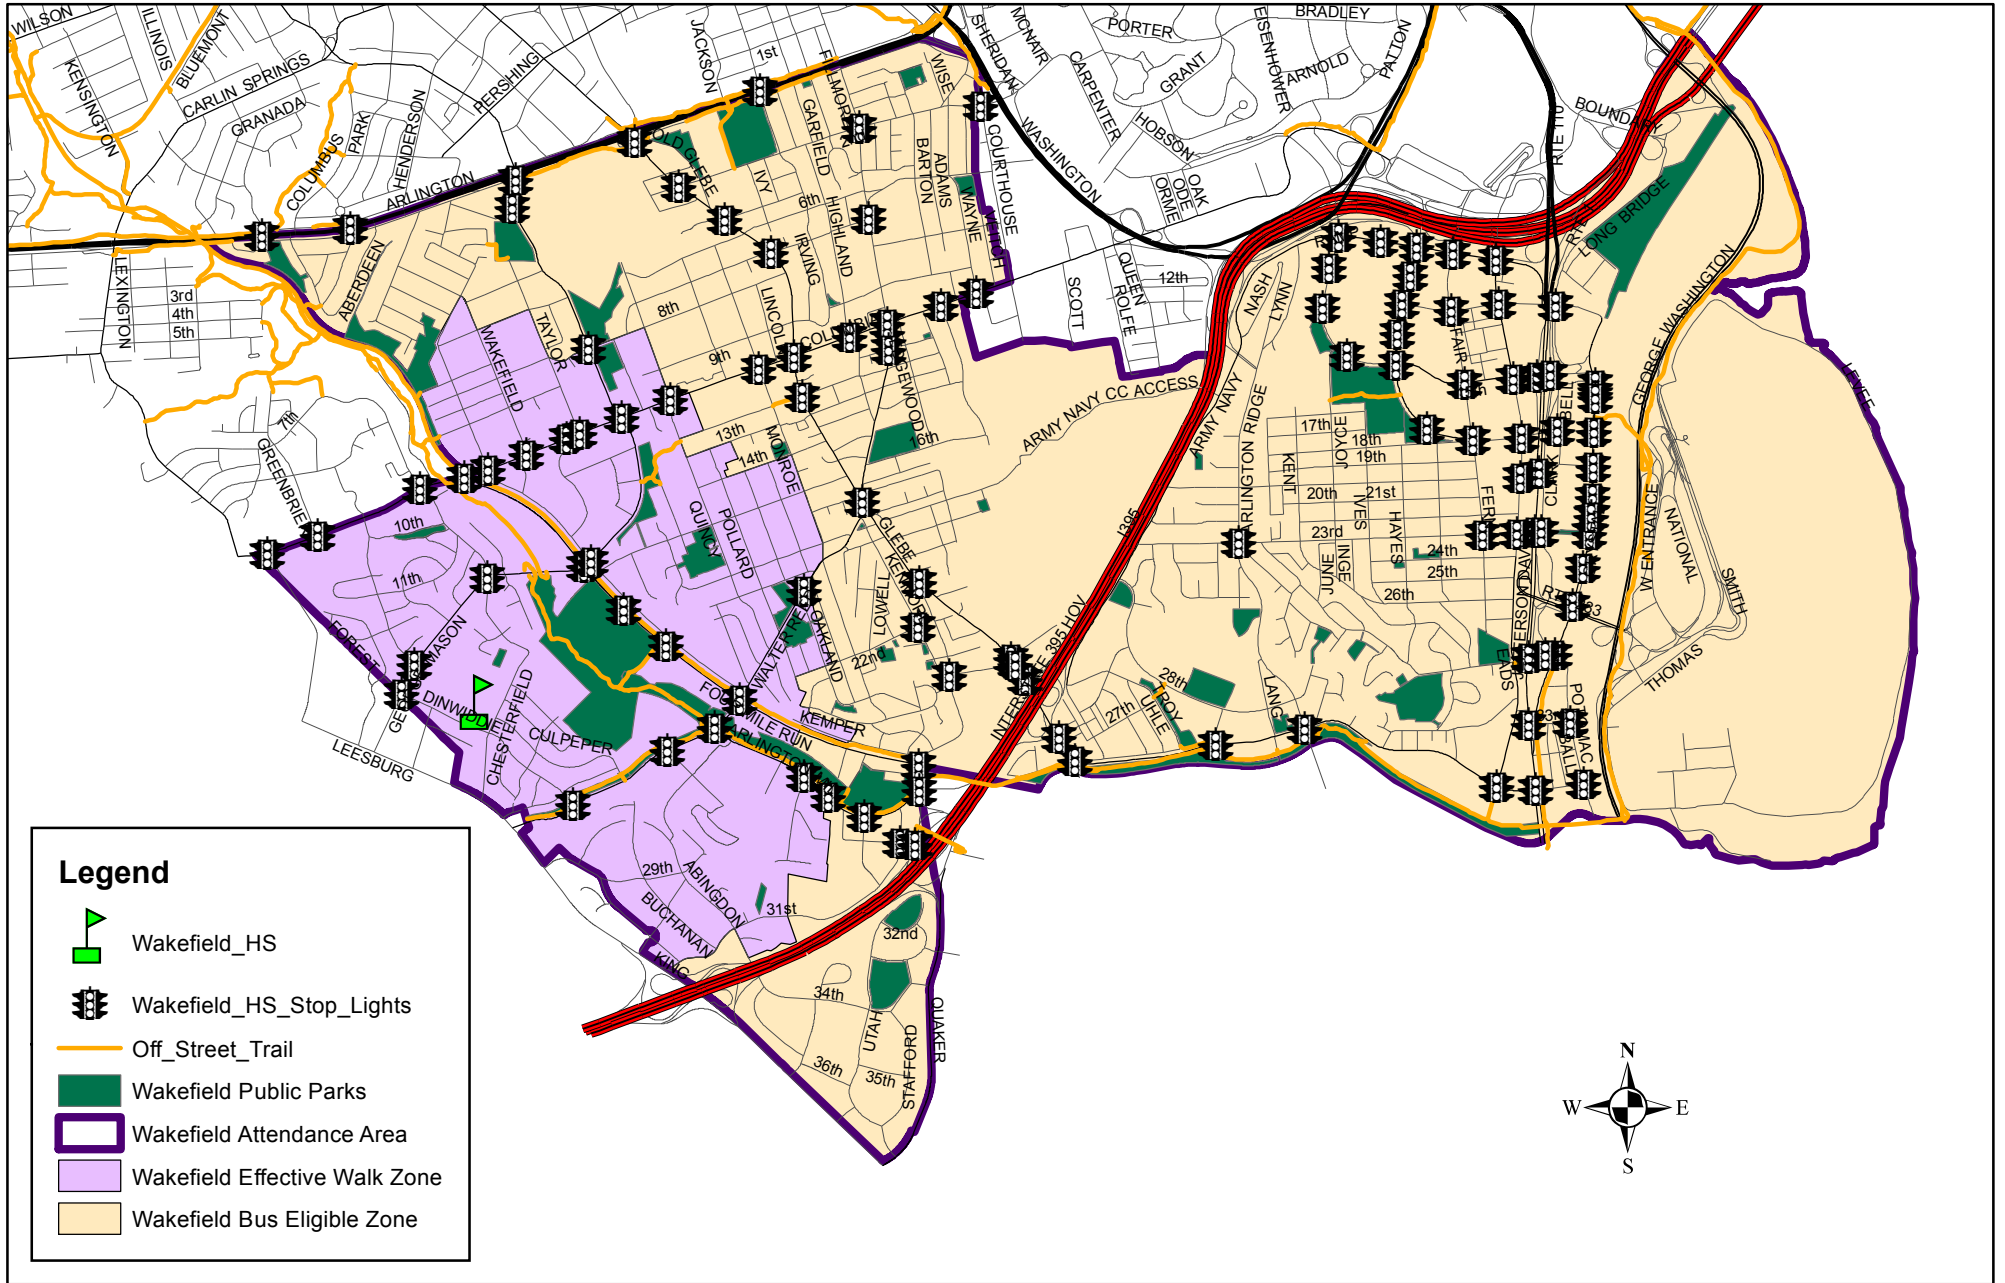 WILSON
ILLINOIS
BLUEMONT
KENSINGTON
CARLIN SPRINGS
GRANADA
COLUMBUS
PARK
HENDERSON
PERSHING
ARLINGTON
JACKSON
1st
FILLMORE
GARFIELD
WISE
SHERIDAN
MCNAIR
CARPENTER
PORTER
GRANT
EISENHOWER
BRADLEY
ARNOLD
PATTON
HOBSON
WASHINGTON
RTE 110
BOUNDARY
OLD GLEBE
IVY
6th
HIGHLAND
IRVING
BARTON
ADAMS
WAYNE
COURTHOUSE
VEITCH
ORME
ODE
OAK
LONG BRIDGE
LEXINGTON
3rd
4th
5th
ABERDEEN
WAKEFIELD
TAYLOR
8th
9th
SCOTT
QUEEN
ROLFE
12th
NASH
LYNN
GEORGE WASHINGTON
LEVEE
7th
GREENBRIER
13th
14th
MONROE
16th
ARMY NAVY CC ACCESS
ARMY NAVY
ARLINGTON RIDGE
17th
18th
19th
JOYCE
KENT
20th
21st
IVES
HAYES
FERN
BELL
CLARK
23rd
24th
25th
26th
JUNE
INGE
W ENTRANCE
NATIONAL
SMITH
THOMAS
10th
11th
QUINCY
POLLARD
GLEBE
LOWELL
OAKLAND
22nd
I395
FOREST
MASON
DINWIDDIE
CHESTERFIELD
CULPEPER
LEESBURG
FOUR MILE RUN
KEMPER
27th
28th
TROY
UHLE
LANG
EADS
POTOMAC
BALL
29th
ABINGDON
BUCHANAN
31st
KING
32nd
34th
UTAH
STAFFORD
QUAKER
35th
36th
Legend
Wakefield_HS
Wakefield_HS_Stop_Lights
Off_Street_Trail
Wakefield Public Parks
Wakefield Attendance Area
Wakefield Effective Walk Zone
Wakefield Bus Eligible Zone
N
W
E
S